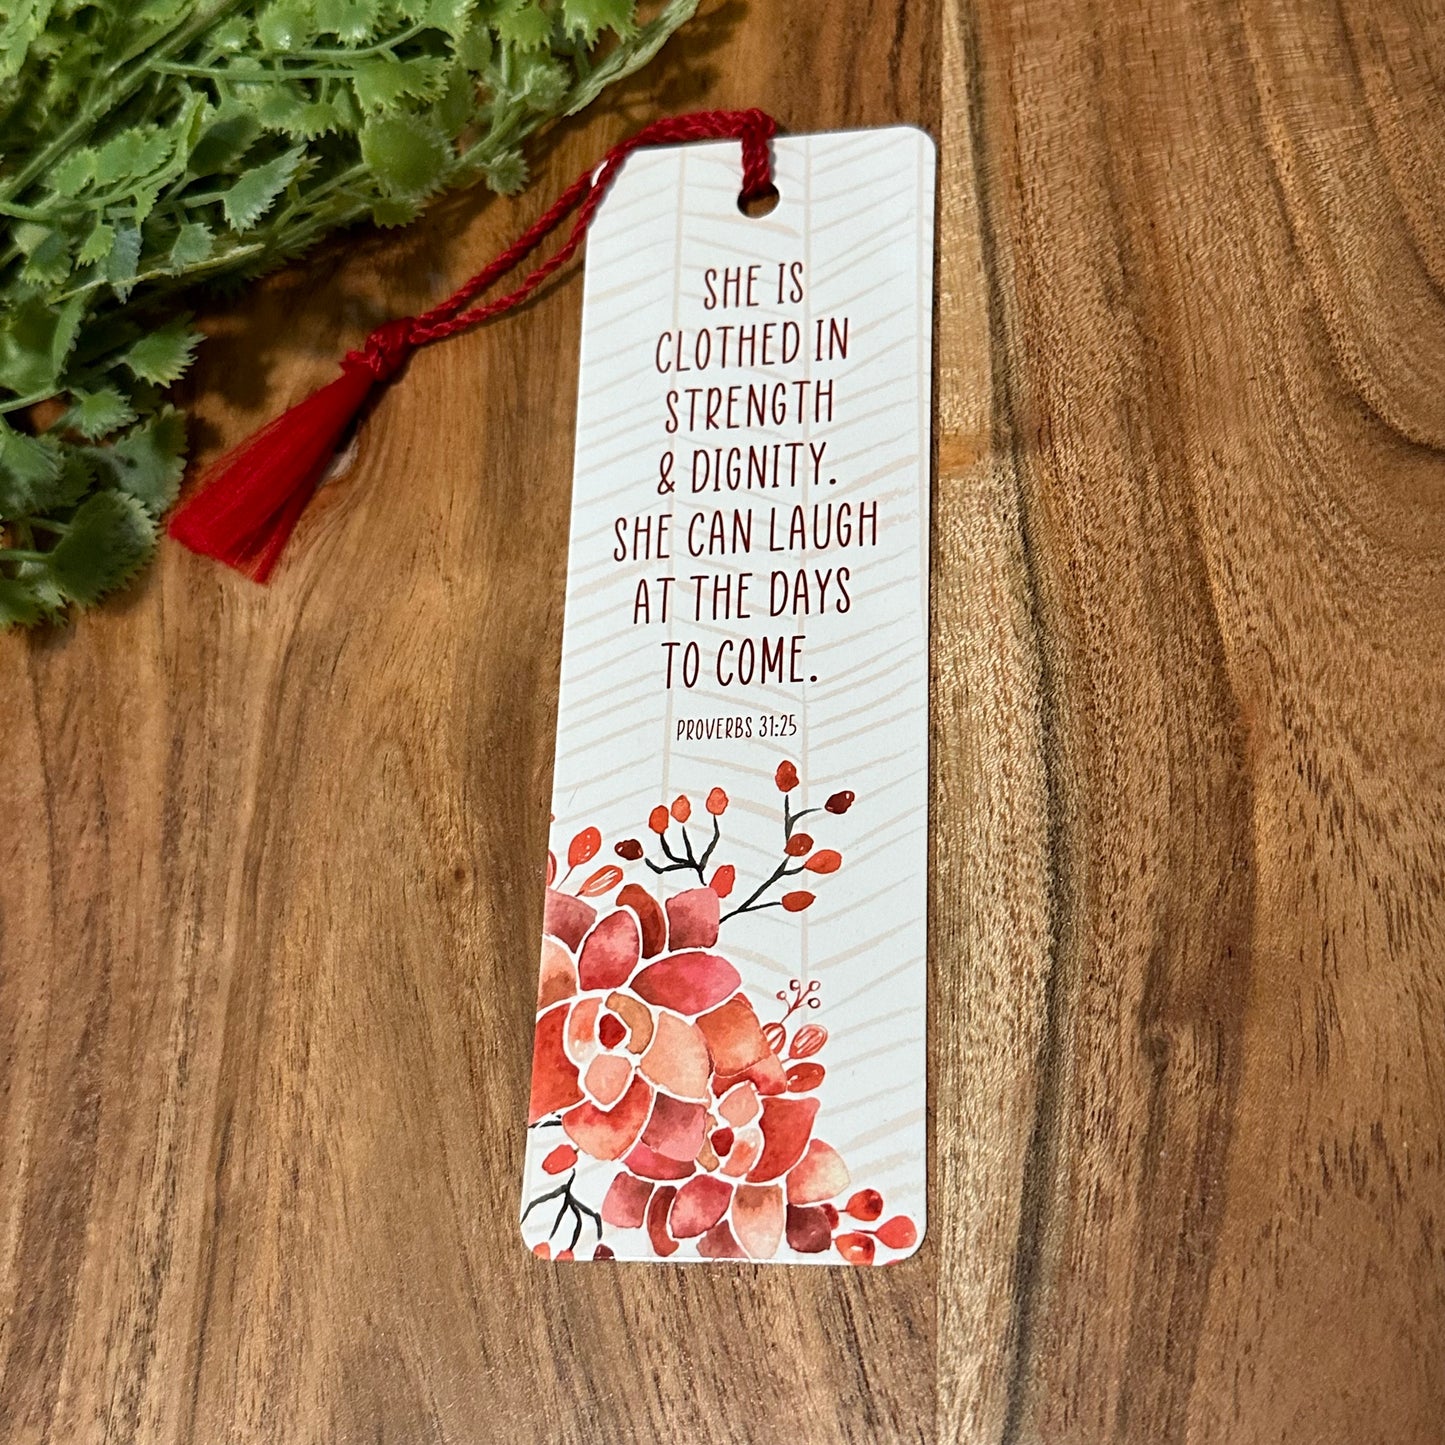 SHE IS
CLOTHED IN
STRENGTH
& DIGNITY.
SHE CAN LAUGH
AT THE DAYS
TO COME.
PROVERBS 31:25